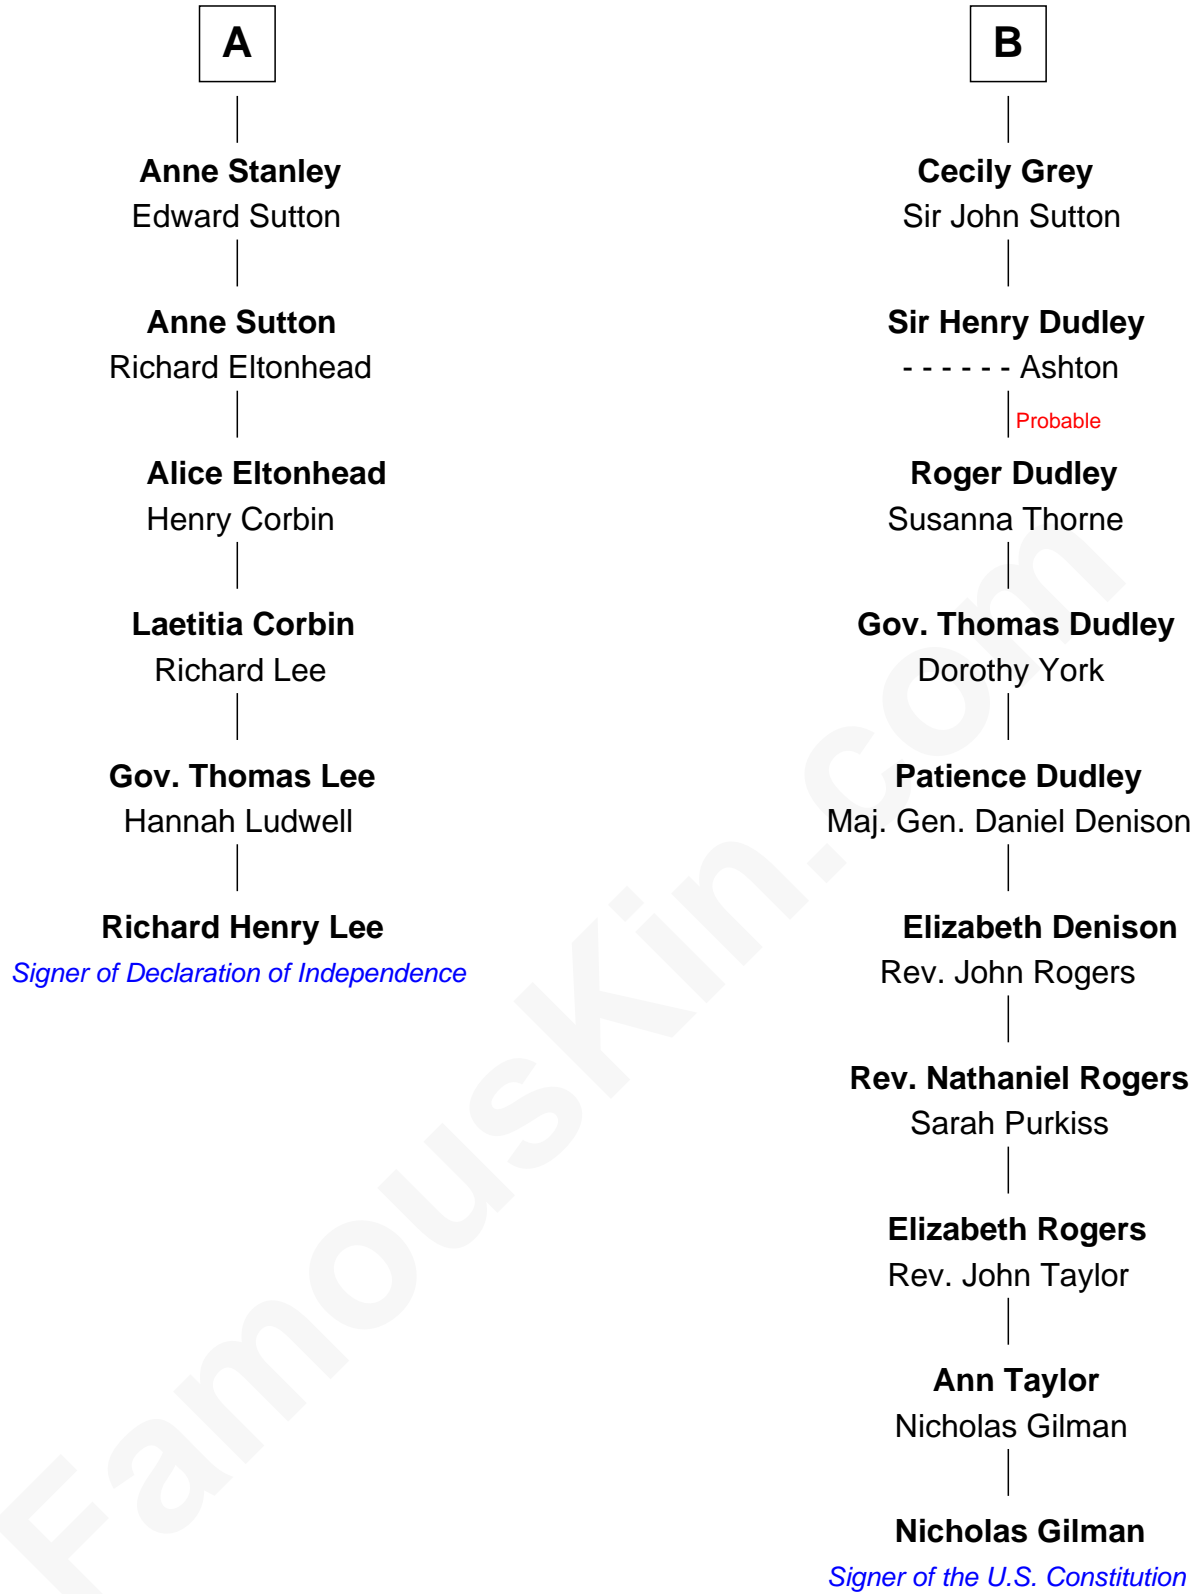 A
Anne Stanley
Edward Sutton
Anne Sutton
Richard Eltonhead
Alice Eltonhead
Henry Corbin
Laetitia Corbin
Richard Lee
Gov. Thomas Lee
Hannah Ludwell
Richard Henry Lee
Signer of Declaration of Independence
B
Cecily Grey
Sir John Sutton
Sir Henry Dudley
- - - - - - Ashton
Probable
Roger Dudley
Susanna Thorne
Gov. Thomas Dudley
Dorothy York
Patience Dudley
Maj. Gen. Daniel Denison
Elizabeth Denison
Rev. John Rogers
Rev. Nathaniel Rogers
Sarah Purkiss
Elizabeth Rogers
Rev. John Taylor
Ann Taylor
Nicholas Gilman
Nicholas Gilman
Signer of the U.S. Constitution
FamousKin.com